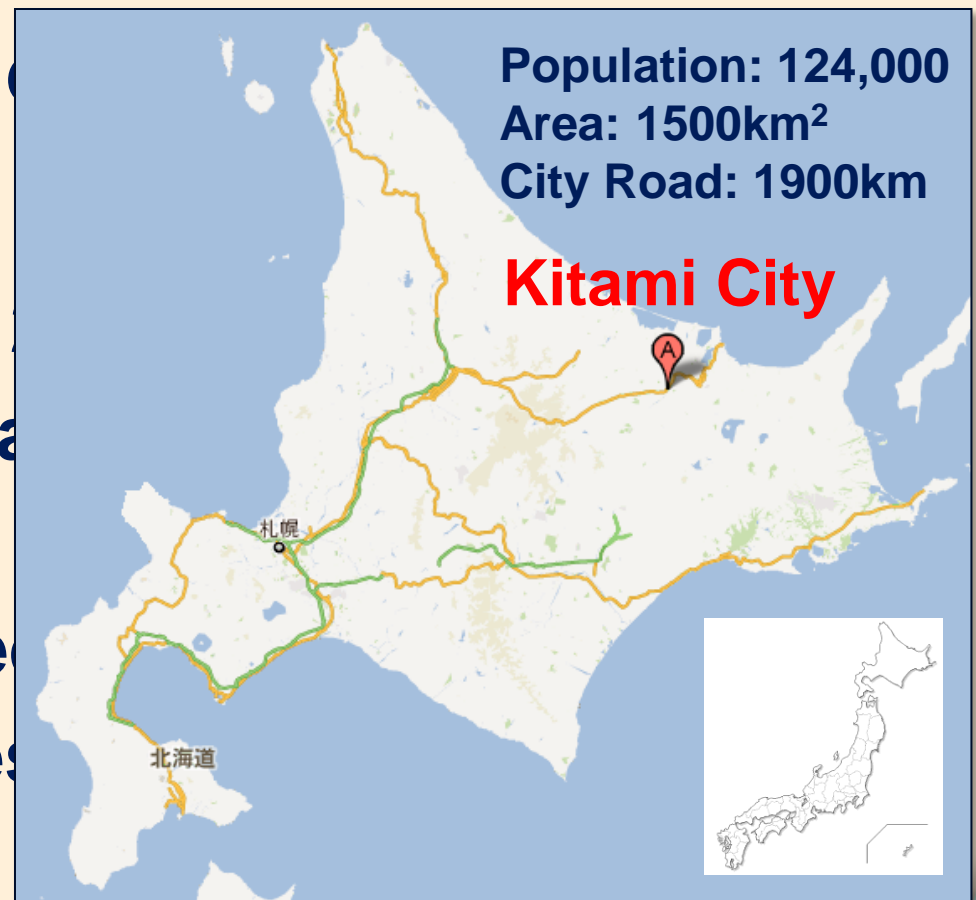 Population: 124,000
Area: 1500km²
City Road: 1900km
Kitami City
A
札幌
北海道